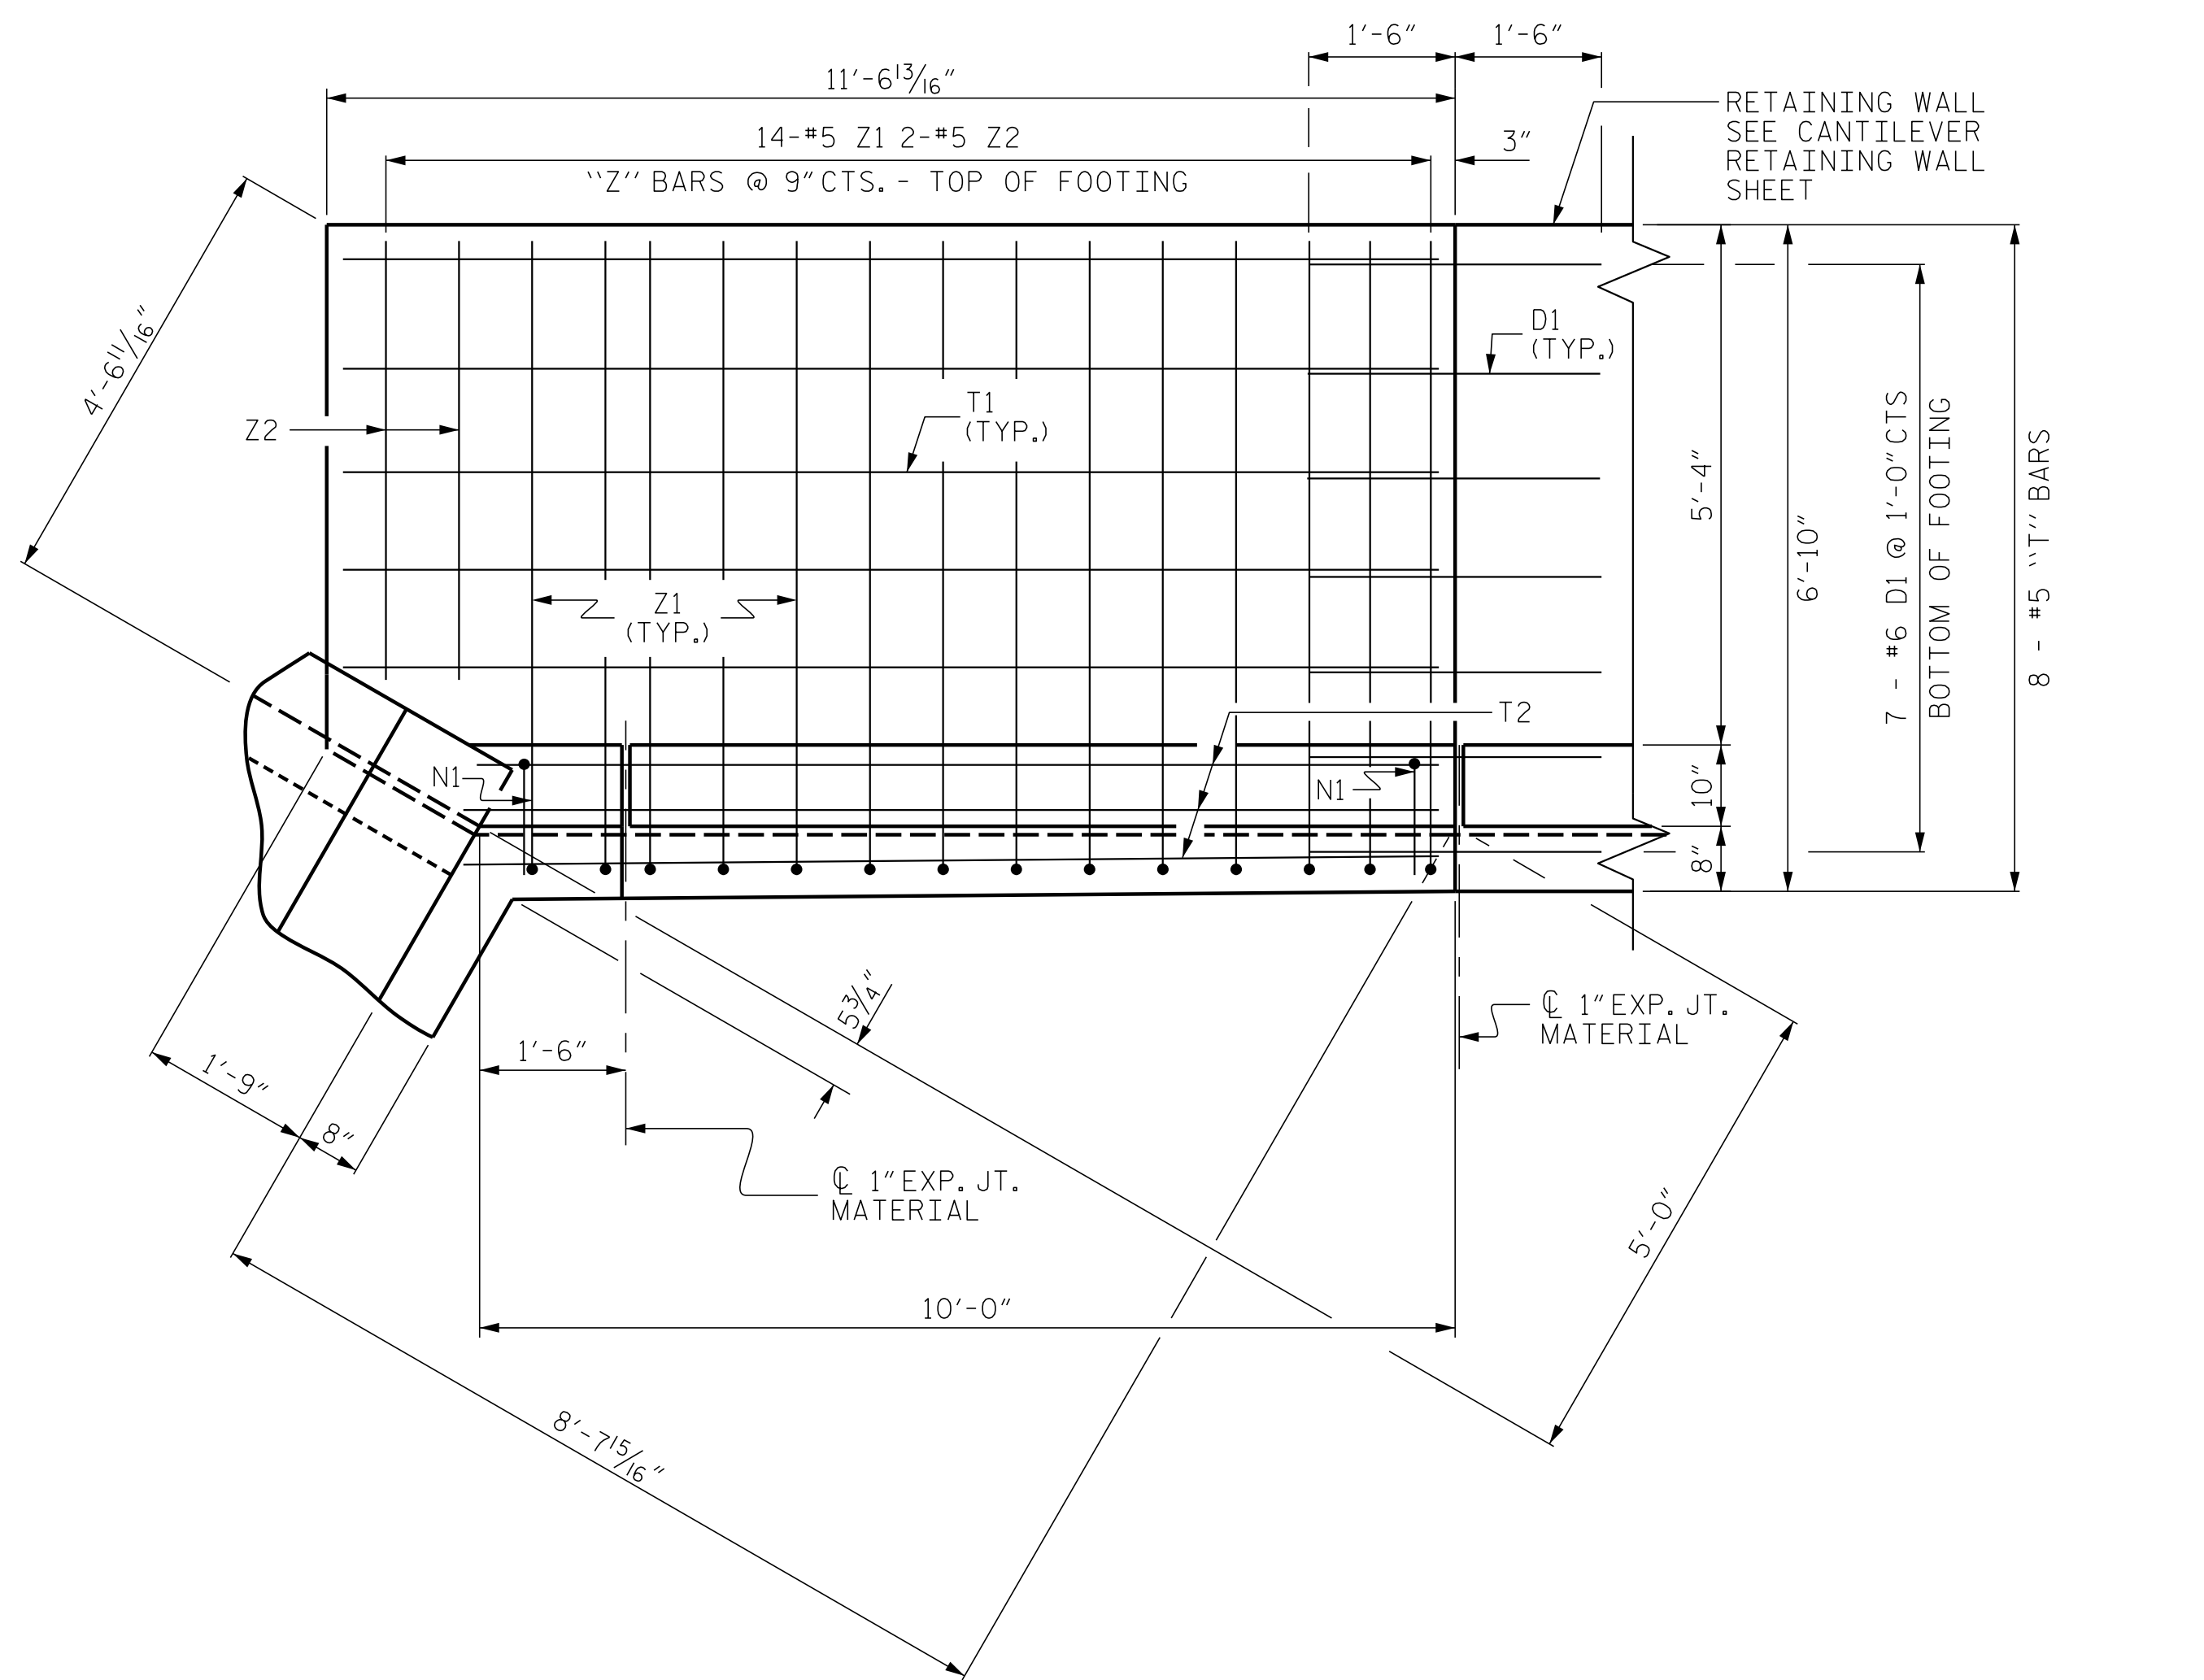 1'-6" 1'-6"
11'-6 13/16"
14-#5 Z1 2-#5 Z2
3"
"Z" BARS @ 9" CTS. - TOP OF FOOTING
RETAINING WALL
SEE CANTILEVER
RETAINING WALL
SHEET
4'-6 11/16"
Z2
T1
(TYP.)
D1
(TYP.)
Z1
(TYP.)
T2
N1
N1
5'-4"
10"
8"
6'-10"
7 - #6 D1 @ 1'-0" CTS
BOTTOM OF FOOTING
8 - #5 "T" BARS
5 3/4"
1'-6"
1'-9"
8"
℄ 1" EXP. JT.
MATERIAL
℄ 1" EXP. JT.
MATERIAL
5'-0"
10'-0"
8'-7 15/16"